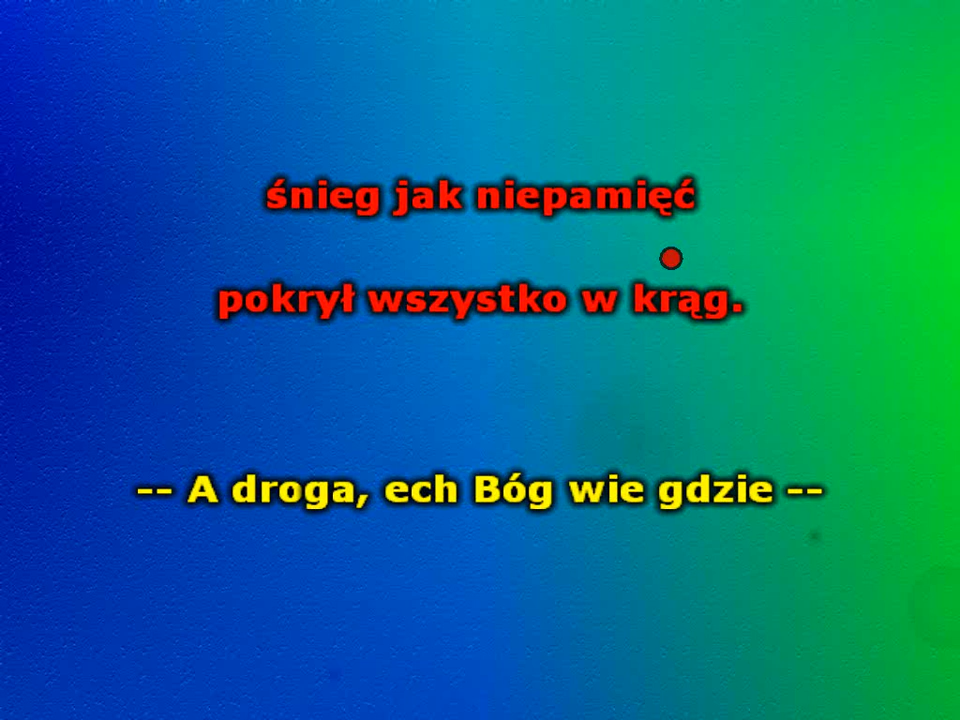 śnieg jak niepamięć
pokrył wszystko w krąg.
-- A droga, ech Bóg wie gdzie --